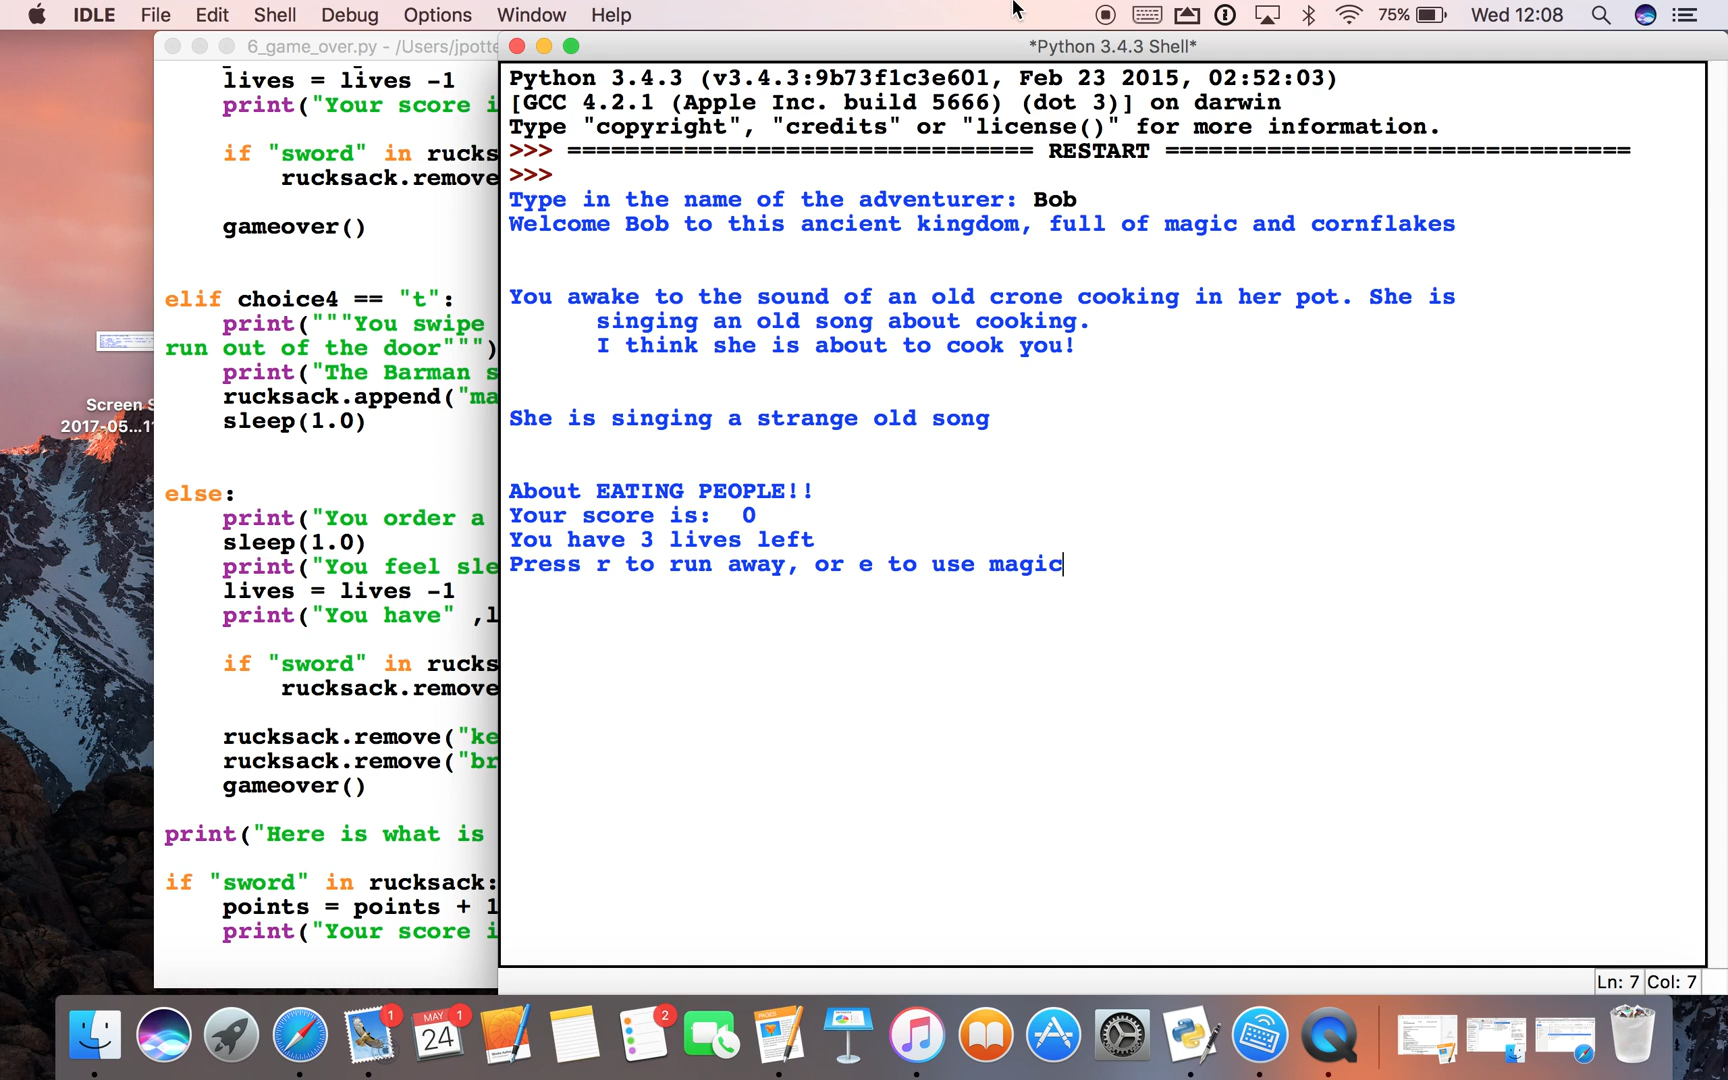 IDLE File Edit Shell Debug Options Window Help 75% Wed 12:08
6_game_over.py - /Users/jpotte
*Python 3.4.3 Shell*
lives = lives -1
print("Your score i
if "sword" in rucks
rucksack.remove
gameover()
elif choice4 == "t":
print("""You swipe
run out of the door""")
print("The Barman s
rucksack.append("ma
sleep(1.0)
else:
print("You order a
sleep(1.0)
print("You feel sle
lives = lives -1
print("You have" ,l
if "sword" in rucks
rucksack.remove
rucksack.remove("ke
rucksack.remove("br
gameover()
print("Here is what is
if "sword" in rucksack:
points = points + 1
print("Your score i
Python 3.4.3 (v3.4.3:9b73f1c3e601, Feb 23 2015, 02:52:03)
[GCC 4.2.1 (Apple Inc. build 5666) (dot 3)] on darwin
Type "copyright", "credits" or "license()" for more information.
>>> ================================ RESTART ================================
>>>
Type in the name of the adventurer: Bob
Welcome Bob to this ancient kingdom, full of magic and cornflakes
You awake to the sound of an old crone cooking in her pot. She is
singing an old song about cooking.
I think she is about to cook you!
She is singing a strange old song
About EATING PEOPLE!!
Your score is:  0
You have 3 lives left
Press r to run away, or e to use magic
Ln: 7 Col: 7
Screen S
2017-05...1
1
MAY
24
1
2
PAGES